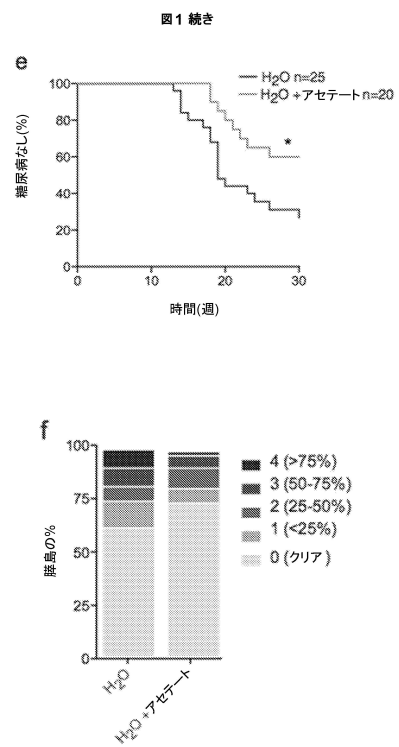 図1 続き
e
H₂O n=25
H₂O +アセテート n=20
糖尿病なし(%)
100
80
60
40
20
0
*
0 10 20 30
時間(週)
f
膵島の%
100
75
50
25
0
4 (>75%)
3 (50-75%)
2 (25-50%)
1 (<25%)
0 (クリア)
H₂O
H₂O +アセテート